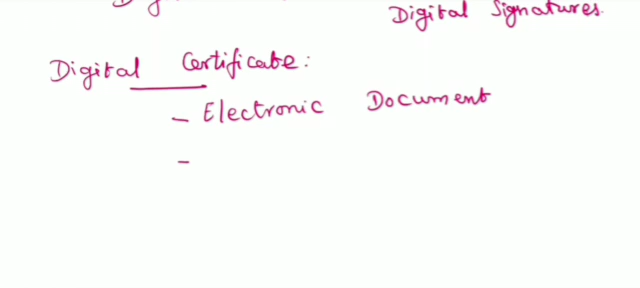 Digital Signatures.
Digital Certificate:
- Electronic Document
-